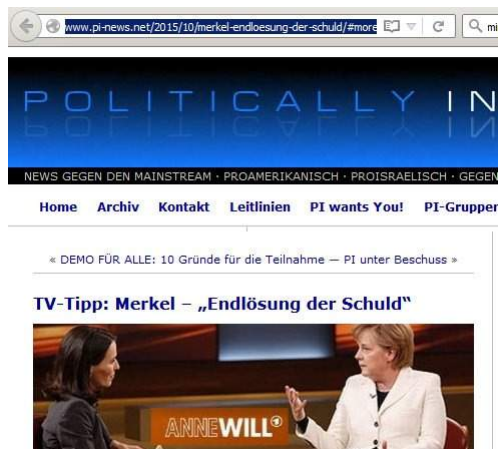 www.pi-news.net/2015/10/merkel-endloesung-der-schuld/#more
mi
POLITICALLY IN
NEWS GEGEN DEN MAINSTREAM · PROAMERIKANISCH · PROISRAELISCH · GEGEN
Home Archiv Kontakt Leitlinien PI wants You! PI-Gruppen
« DEMO FÜR ALLE: 10 Gründe für die Teilnahme — PI unter Beschuss »
TV-Tipp: Merkel – „Endlösung der Schuld“
ANNEWILL